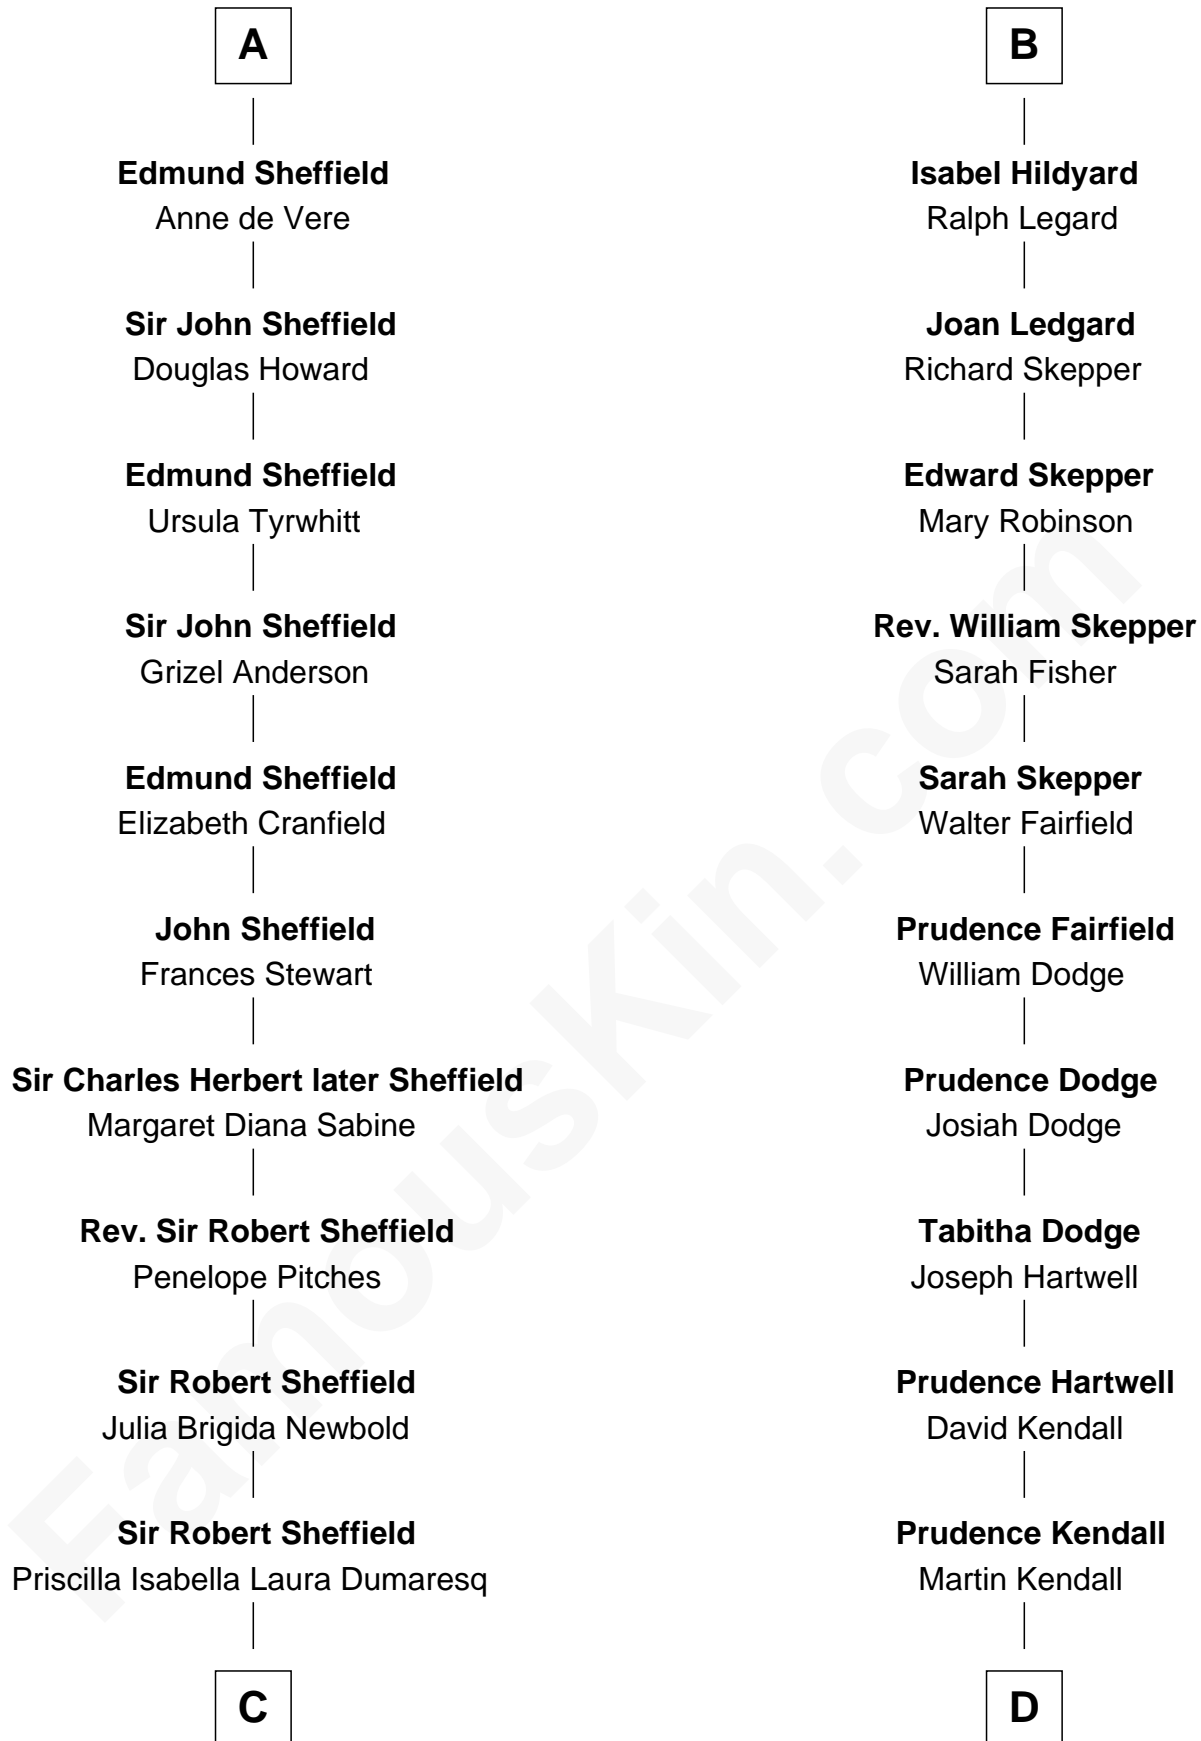 A
Edmund Sheffield
Anne de Vere
Sir John Sheffield
Douglas Howard
Edmund Sheffield
Ursula Tyrwhitt
Sir John Sheffield
Grizel Anderson
Edmund Sheffield
Elizabeth Cranfield
John Sheffield
Frances Stewart
Sir Charles Herbert later Sheffield
Margaret Diana Sabine
Rev. Sir Robert Sheffield
Penelope Pitches
Sir Robert Sheffield
Julia Brigida Newbold
Sir Robert Sheffield
Priscilla Isabella Laura Dumaresq
C
B
Isabel Hildyard
Ralph Legard
Joan Ledgard
Richard Skepper
Edward Skepper
Mary Robinson
Rev. William Skepper
Sarah Fisher
Sarah Skepper
Walter Fairfield
Prudence Fairfield
William Dodge
Prudence Dodge
Josiah Dodge
Tabitha Dodge
Joseph Hartwell
Prudence Hartwell
David Kendall
Prudence Kendall
Martin Kendall
D
FamousKin.com